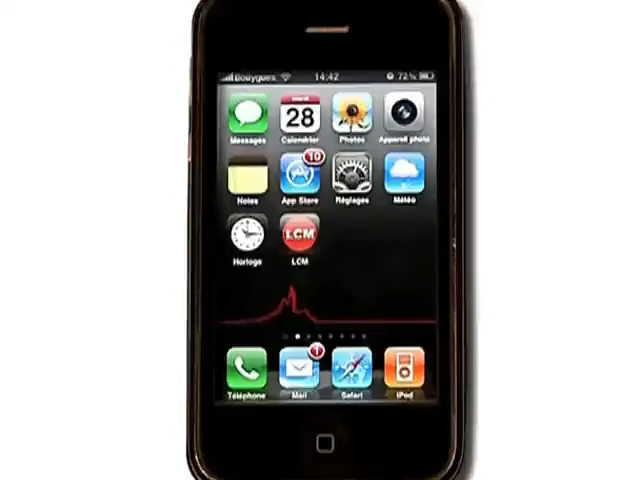 Bouygues 14:42 72 %
28
Messages Calendrier Photos Appareil photo
10
Notes App Store Réglages Météo
LCM
Horloge LCM
1
Téléphone Mail Safari iPod